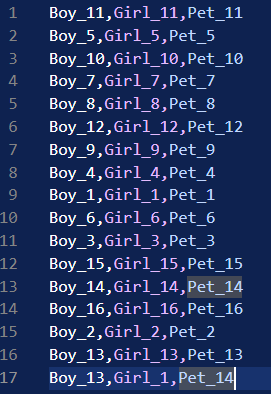 1 Boy_11,Girl_11,Pet_11
2 Boy_5,Girl_5,Pet_5
3 Boy_10,Girl_10,Pet_10
4 Boy_7,Girl_7,Pet_7
5 Boy_8,Girl_8,Pet_8
6 Boy_12,Girl_12,Pet_12
7 Boy_9,Girl_9,Pet_9
8 Boy_4,Girl_4,Pet_4
9 Boy_1,Girl_1,Pet_1
10 Boy_6,Girl_6,Pet_6
11 Boy_3,Girl_3,Pet_3
12 Boy_15,Girl_15,Pet_15
13 Boy_14,Girl_14,Pet_14
14 Boy_16,Girl_16,Pet_16
15 Boy_2,Girl_2,Pet_2
16 Boy_13,Girl_13,Pet_13
17 Boy_13,Girl_1,Pet_14